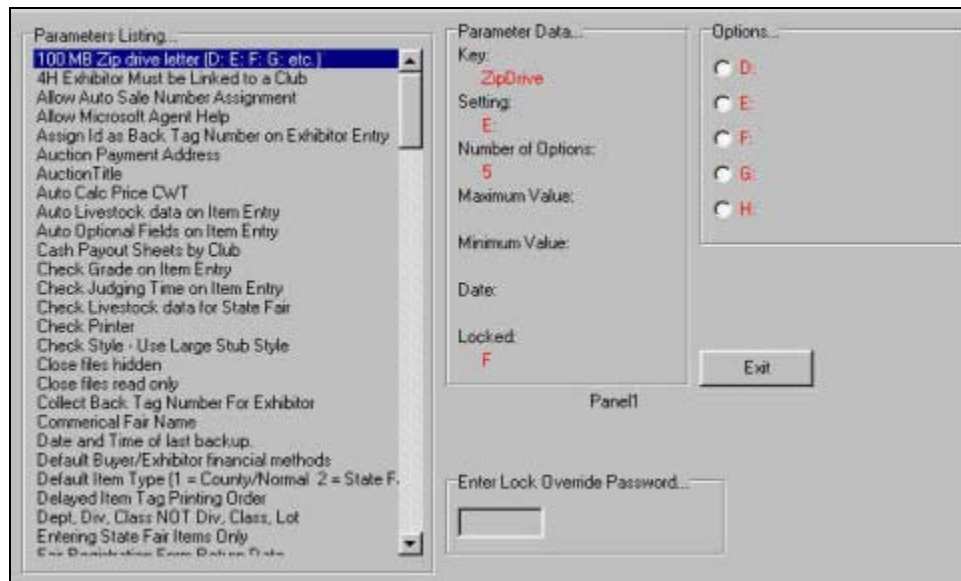 Parameters Listing...
100 MB Zip drive letter (D: E: F: G: etc.)
4H Exhibitor Must be Linked to a Club
Allow Auto Sale Number Assignment
Allow Microsoft Agent Help
Assign Id as Back Tag Number on Exhibitor Entry
Auction Payment Address
AuctionTitle
Auto Calc Price CWT
Auto Livestock data on Item Entry
Auto Optional Fields on Item Entry
Cash Payout Sheets by Club
Check Grade on Item Entry
Check Judging Time on Item Entry
Check Livestock data for State Fair
Check Printer
Check Style - Use Large Stub Style
Close files hidden
Close files read only
Collect Back Tag Number For Exhibitor
Commerical Fair Name
Date and Time of last backup.
Default Buyer/Exhibitor financial methods
Default Item Type (1 = County/Normal 2 = State F
Delayed Item Tag Printing Order
Dept, Div, Class NOT Div, Class, Lot
Entering State Fair Items Only
Fair Registration Form Return Date
Parameter Data...
Key:
ZipDrive
Setting:
E:
Number of Options:
5
Maximum Value:
Minimum Value:
Date:
Locked:
F
Panel1
Options...
D:
E:
F:
G:
H:
Exit
Enter Lock Override Password...